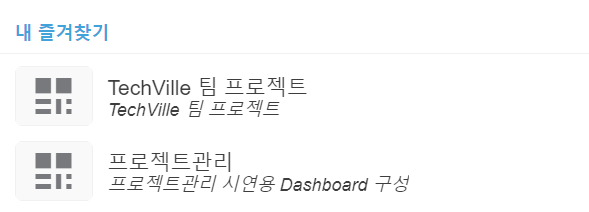 내 즐겨찾기
TechVille 팀 프로젝트
TechVille 팀 프로젝트
프로젝트관리
프로젝트관리 시연용 Dashboard 구성